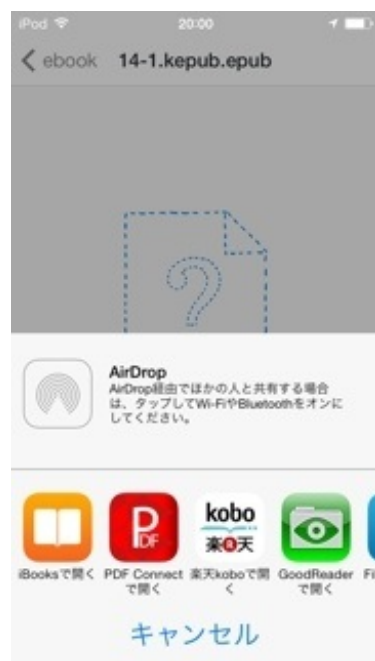 iPod 20:00
ebook 14-1.kepub.epub
?
AirDrop
AirDrop経由でほかの人と共有する場合
は、タップしてWi-FiやBluetoothをオンに
してください。
P
DF
kobo
楽R天
iBooksで開く PDF Connect 楽天koboで開 GoodReader Fi
で開く く で開く
キャンセル